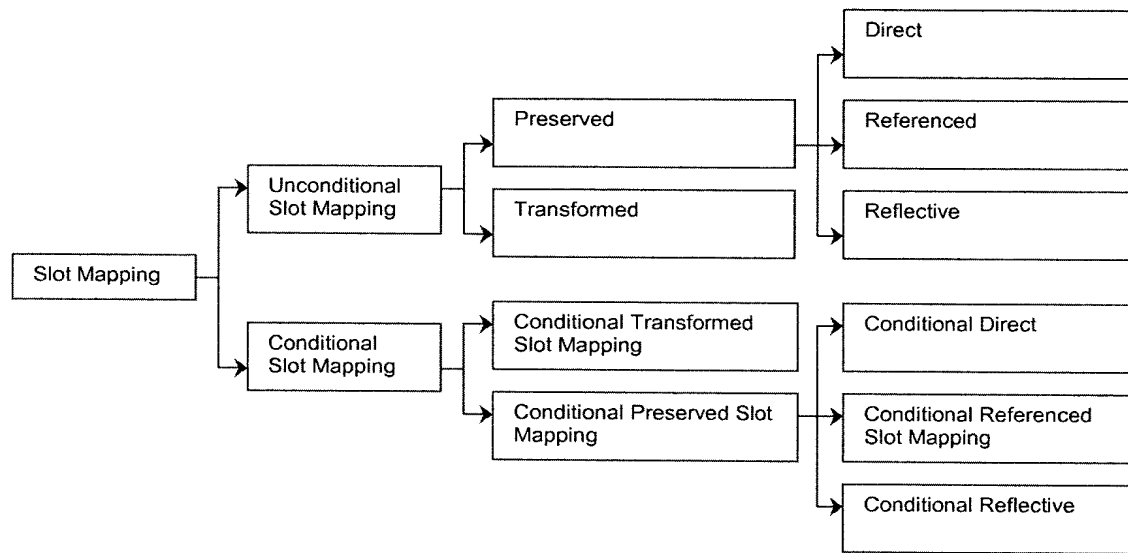 Slot Mapping
Unconditional
Slot Mapping
Conditional
Slot Mapping
Preserved
Transformed
Conditional Transformed
Slot Mapping
Conditional Preserved Slot
Mapping
Direct
Referenced
Reflective
Conditional Direct
Conditional Referenced
Slot Mapping
Conditional Reflective